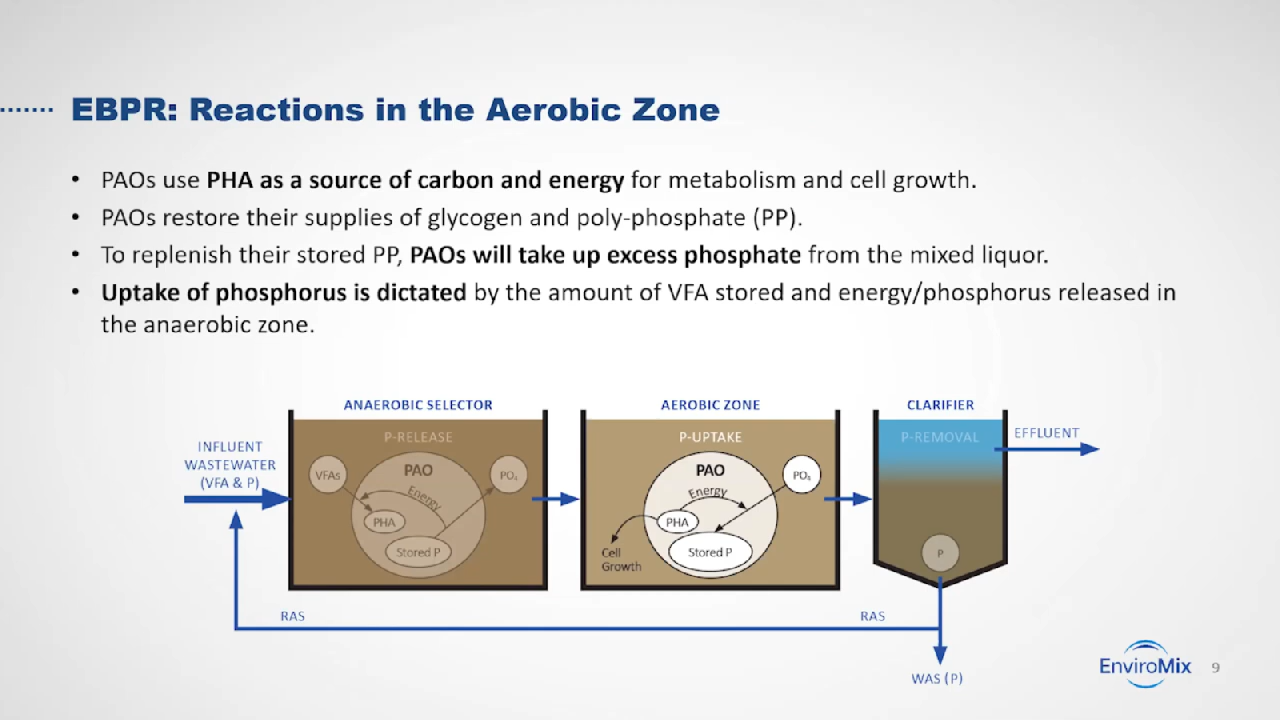 EBPR: Reactions in the Aerobic Zone
• PAOs use PHA as a source of carbon and energy for metabolism and cell growth.
• PAOs restore their supplies of glycogen and poly-phosphate (PP).
• To replenish their stored PP, PAOs will take up excess phosphate from the mixed liquor.
• Uptake of phosphorus is dictated by the amount of VFA stored and energy/phosphorus released in
the anaerobic zone.
ANAEROBIC SELECTOR
AEROBIC ZONE
CLARIFIER
INFLUENT
WASTEWATER
(VFA & P)
P-RELEASE
VFAs
PAO
PO₄
Energy
PHA
Stored P
P-UPTAKE
PAO
PO₄
Energy
PHA
Stored P
Cell
Growth
P-REMOVAL
EFFLUENT
P
RAS
RAS
WAS (P)
EnviroMix
9